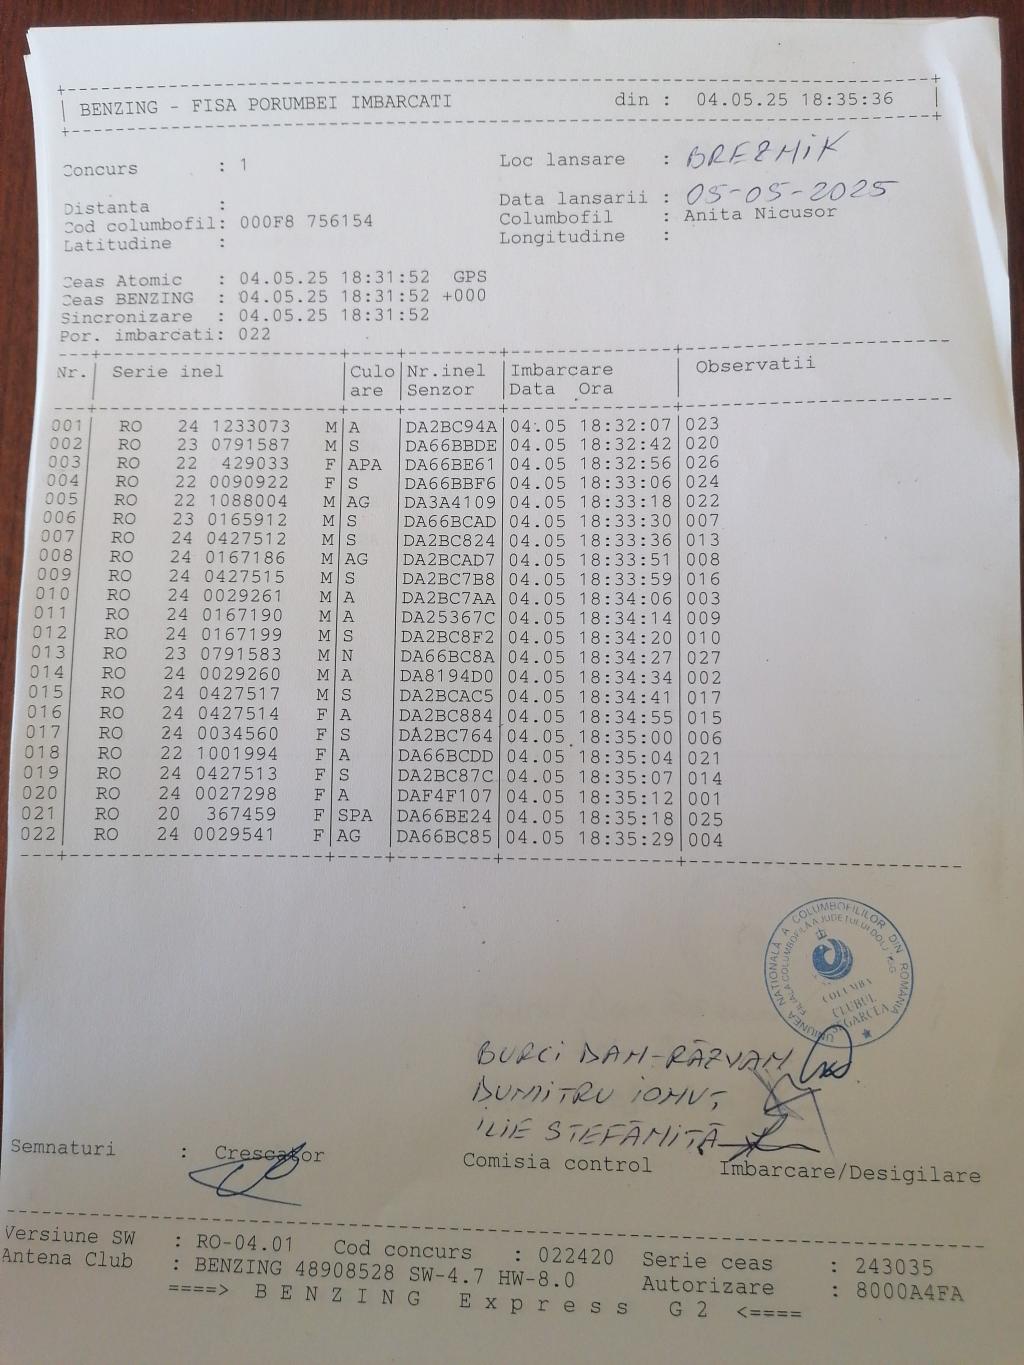 BENZING - FISA PORUMBEI IMBARCATI din : 04.05.25 18:35:36
Concurs : 1 Loc lansare : BREZNIK
Data lansarii : 05-05-2025
Distanta :
Cod columbofil: 000F8 756154 Columbofil : Anita Nicusor
Latitudine : Longitudine :
Ceas Atomic : 04.05.25 18:31:52 GPS
Ceas BENZING : 04.05.25 18:31:52 +000
Sincronizare : 04.05.25 18:31:52
Por. imbarcati: 022
Nr.| Serie inel |Culo|Nr.inel |Imbarcare | Observatii
| |are |Senzor |Data Ora |
001| RO 24 1233073 M|A |DA2BC94A|04.05 18:32:07|023
002| RO 23 0791587 M|S |DA66BBDE|04.05 18:32:42|020
003| RO 22 429033 F|APA |DA66BE61|04.05 18:32:56|026
004| RO 22 0090922 F|S |DA66BBF6|04.05 18:33:06|024
005| RO 22 1088004 M|AG |DA3A4109|04.05 18:33:18|022
006| RO 23 0165912 M|S |DA66BCAD|04.05 18:33:30|007
007| RO 24 0427512 M|S |DA2BC824|04.05 18:33:36|013
008| RO 24 0167186 M|AG |DA2BCAD7|04.05 18:33:51|008
009| RO 24 0427515 M|S |DA2BC7B8|04.05 18:33:59|016
010| RO 24 0029261 M|A |DA2BC7AA|04.05 18:34:06|003
011| RO 24 0167190 M|A |DA25367C|04.05 18:34:14|009
012| RO 24 0167199 M|S |DA2BC8F2|04.05 18:34:20|010
013| RO 23 0791583 M|N |DA66BC8A|04.05 18:34:27|027
014| RO 24 0029260 M|A |DA8194D0|04.05 18:34:34|002
015| RO 24 0427517 M|S |DA2BCAC5|04.05 18:34:41|017
016| RO 24 0427514 F|A |DA2BC884|04.05 18:34:55|015
017| RO 24 0034560 F|S |DA2BC764|04.05 18:35:00|006
018| RO 22 1001994 F|A |DA66BCDD|04.05 18:35:04|021
019| RO 24 0427513 F|S |DA2BC87C|04.05 18:35:07|014
020| RO 24 0027298 F|A |DAF4F107|04.05 18:35:12|001
021| RO 20 367459 F|SPA |DA66BE24|04.05 18:35:18|025
022| RO 24 0029541 F|AG |DA66BC85|04.05 18:35:29|004
UNIUNEA NATIONALĂ A COLUMBOFILILOR DIN ROMANIA
FILIALA COLUMBOFILA A JUDETULUI DOLJ
COLUMBA
CLUBUL
SEGARCEA
BURCI DAN-RĂZVAN
DUMITRU IONUȚ
ILIE ȘTEFĂNIȚĂ
Semnaturi : Crescator Comisia control Imbarcare/Desigilare
Versiune SW : RO-04.01 Cod concurs : 022420 Serie ceas : 243035
Antena Club : BENZING 48908528 SW-4.7 HW-8.0 Autorizare : 8000A4FA
====> B E N Z I N G E x p r e s s G 2 <====